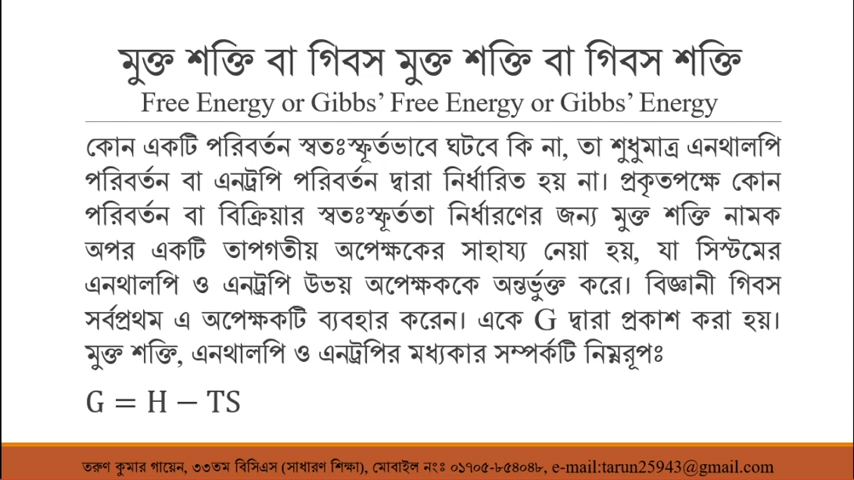 মুক্ত শক্তি বা গিবস মুক্ত শক্তি বা গিবস শক্তি
Free Energy or Gibbs’ Free Energy or Gibbs’ Energy
কোন একটি পরিবর্তন স্বতঃস্ফূর্তভাবে ঘটবে কি না, তা শুধুমাত্র এনথালপি
পরিবর্তন বা এনট্রপি পরিবর্তন দ্বারা নির্ধারিত হয় না। প্রকৃতপক্ষে কোন
পরিবর্তন বা বিক্রিয়ার স্বতঃস্ফূর্ততা নির্ধারণের জন্য মুক্ত শক্তি নামক
অপর একটি তাপগতীয় অপেক্ষকের সাহায্য নেয়া হয়, যা সিস্টমের
এনথালপি ও এনট্রপি উভয় অপেক্ষককে অন্তর্ভুক্ত করে। বিজ্ঞানী গিবস
সর্বপ্রথম এ অপেক্ষকটি ব্যবহার করেন। একে G দ্বারা প্রকাশ করা হয়।
মুক্ত শক্তি, এনথালপি ও এনট্রপির মধ্যকার সম্পর্কটি নিম্নরূপঃ
G = H − TS
তরুণ কুমার গায়েন, ৩৩তম বিসিএস (সাধারণ শিক্ষা), মোবাইল নংঃ ০১৭০৫-৮৫৪০৪৮, e-mail:tarun25943@gmail.com